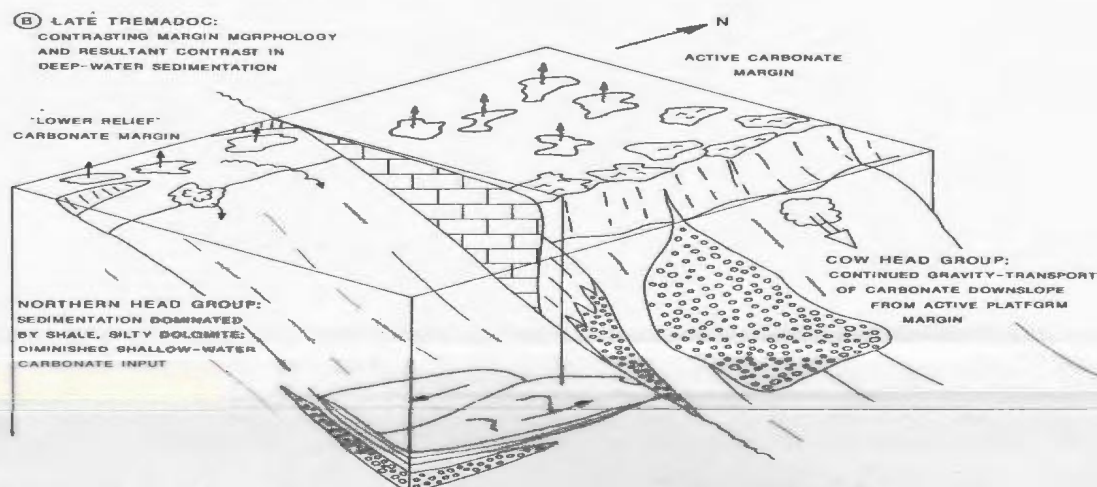 Ⓑ LATE TREMADOC:
CONTRASTING MARGIN MORPHOLOGY
AND RESULTANT CONTRAST IN
DEEP-WATER SEDIMENTATION
N
ACTIVE CARBONATE
MARGIN
"LOWER RELIEF"
CARBONATE MARGIN
COW HEAD GROUP:
CONTINUED GRAVITY-TRANSPORT
OF CARBONATE DOWNSLOPE
FROM ACTIVE PLATFORM
MARGIN
NORTHERN HEAD GROUP:
SEDIMENTATION DOMINATED
BY SHALE, SILTY DOLOMITE;
DIMINISHED SHALLOW-WATER
CARBONATE INPUT